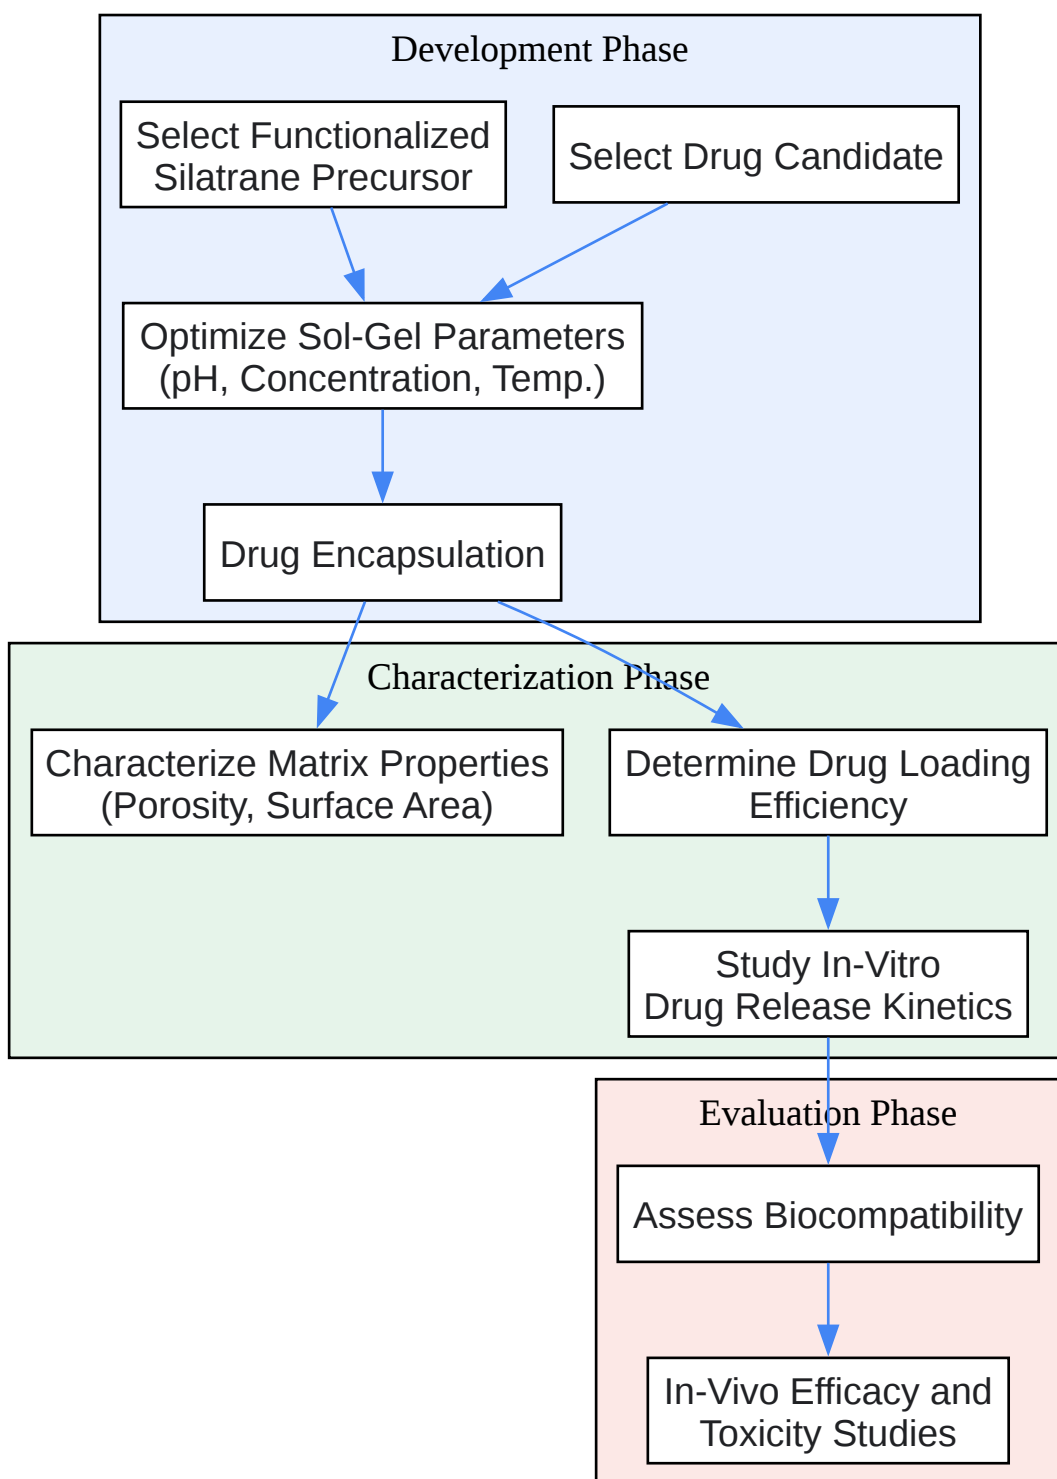 Development Phase
Select Functionalized
Silatrane Precursor
Select Drug Candidate
Optimize Sol-Gel Parameters
(pH, Concentration, Temp.)
Drug Encapsulation
Characterization Phase
Characterize Matrix Properties
(Porosity, Surface Area)
Determine Drug Loading
Efficiency
Study In-Vitro
Drug Release Kinetics
Evaluation Phase
Assess Biocompatibility
In-Vivo Efficacy and
Toxicity Studies